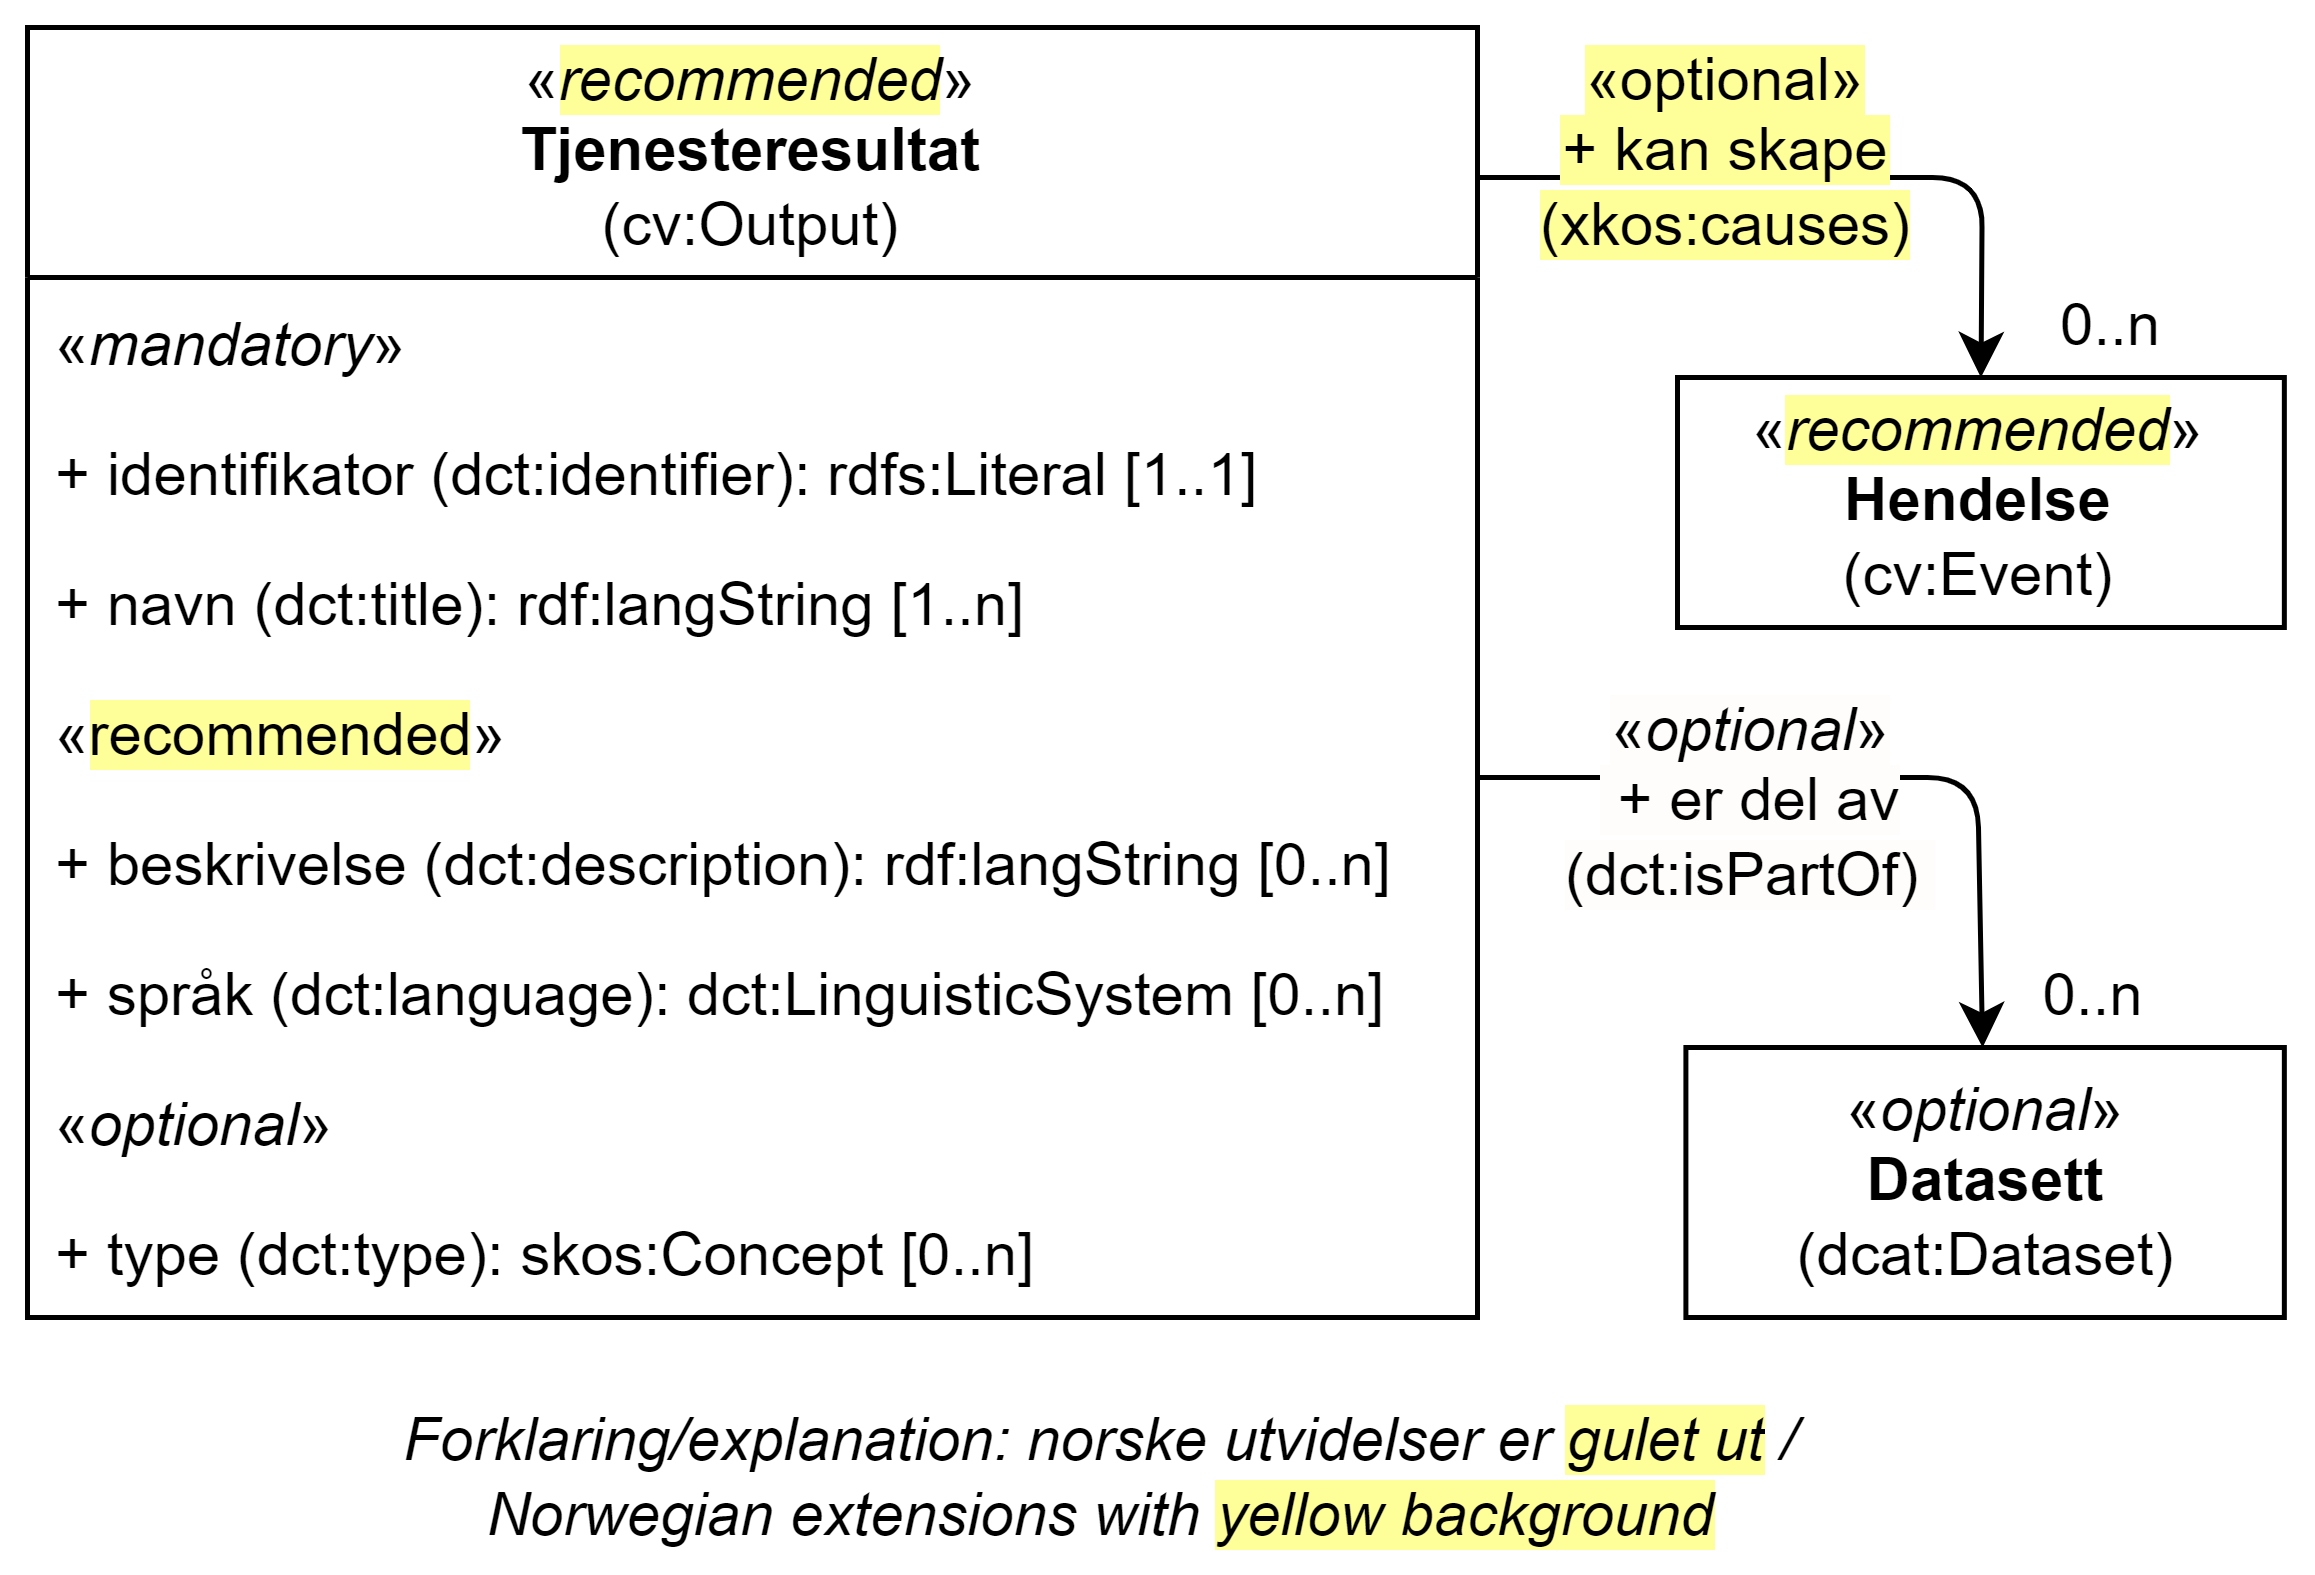 «recommended»
Tjenesteresultat
(cv:Output)
«mandatory»
+ identifikator (dct:identifier): rdfs:Literal [1..1]
+ navn (dct:title): rdf:langString [1..n]
«recommended»
+ beskrivelse (dct:description): rdf:langString [0..n]
+ språk (dct:language): dct:LinguisticSystem [0..n]
«optional»
+ type (dct:type): skos:Concept [0..n]
«optional»
+ kan skape
(xkos:causes)
0..n
«recommended»
Hendelse
(cv:Event)
«optional»
+ er del av
(dct:isPartOf)
0..n
«optional»
Datasett
(dcat:Dataset)
Forklaring/explanation: norske utvidelser er gulet ut /
Norwegian extensions with yellow background